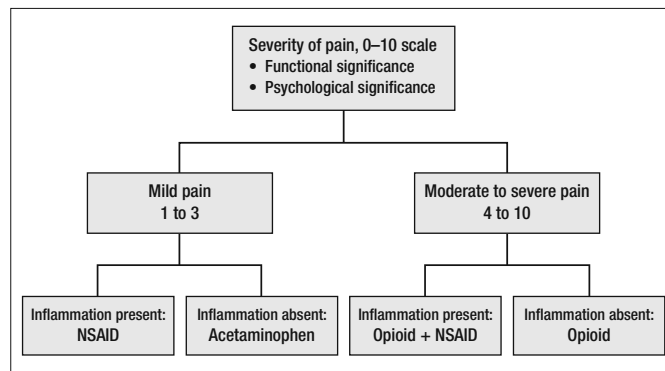 Severity of pain, 0–10 scale
• Functional significance
• Psychological significance
Mild pain
1 to 3
Moderate to severe pain
4 to 10
Inflammation present:
NSAID
Inflammation absent:
Acetaminophen
Inflammation present:
Opioid + NSAID
Inflammation absent:
Opioid